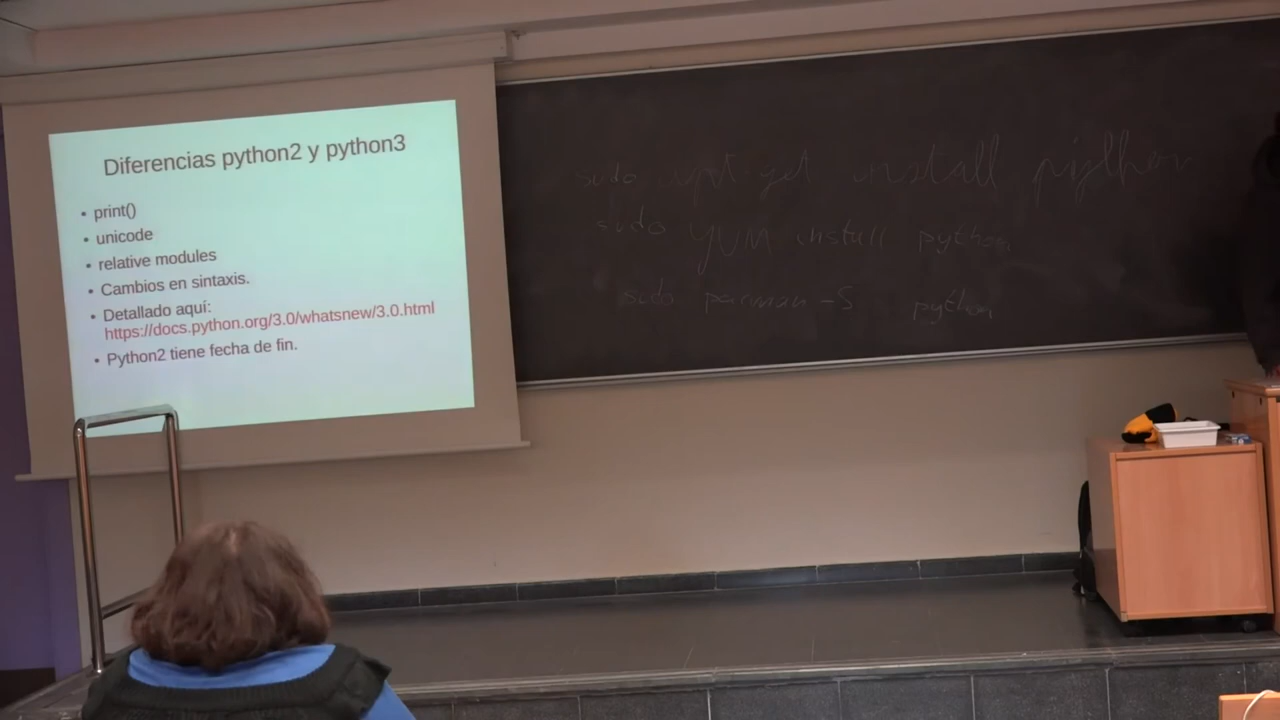 Diferencias python2 y python3
• print()
• unicode
• relative modules
• Cambios en sintaxis.
• Detallado aquí:
https://docs.python.org/3.0/whatsnew/3.0.html
• Python2 tiene fecha de fin.
sudo apt get install python
sudo YUM install python
sudo pacman -S python